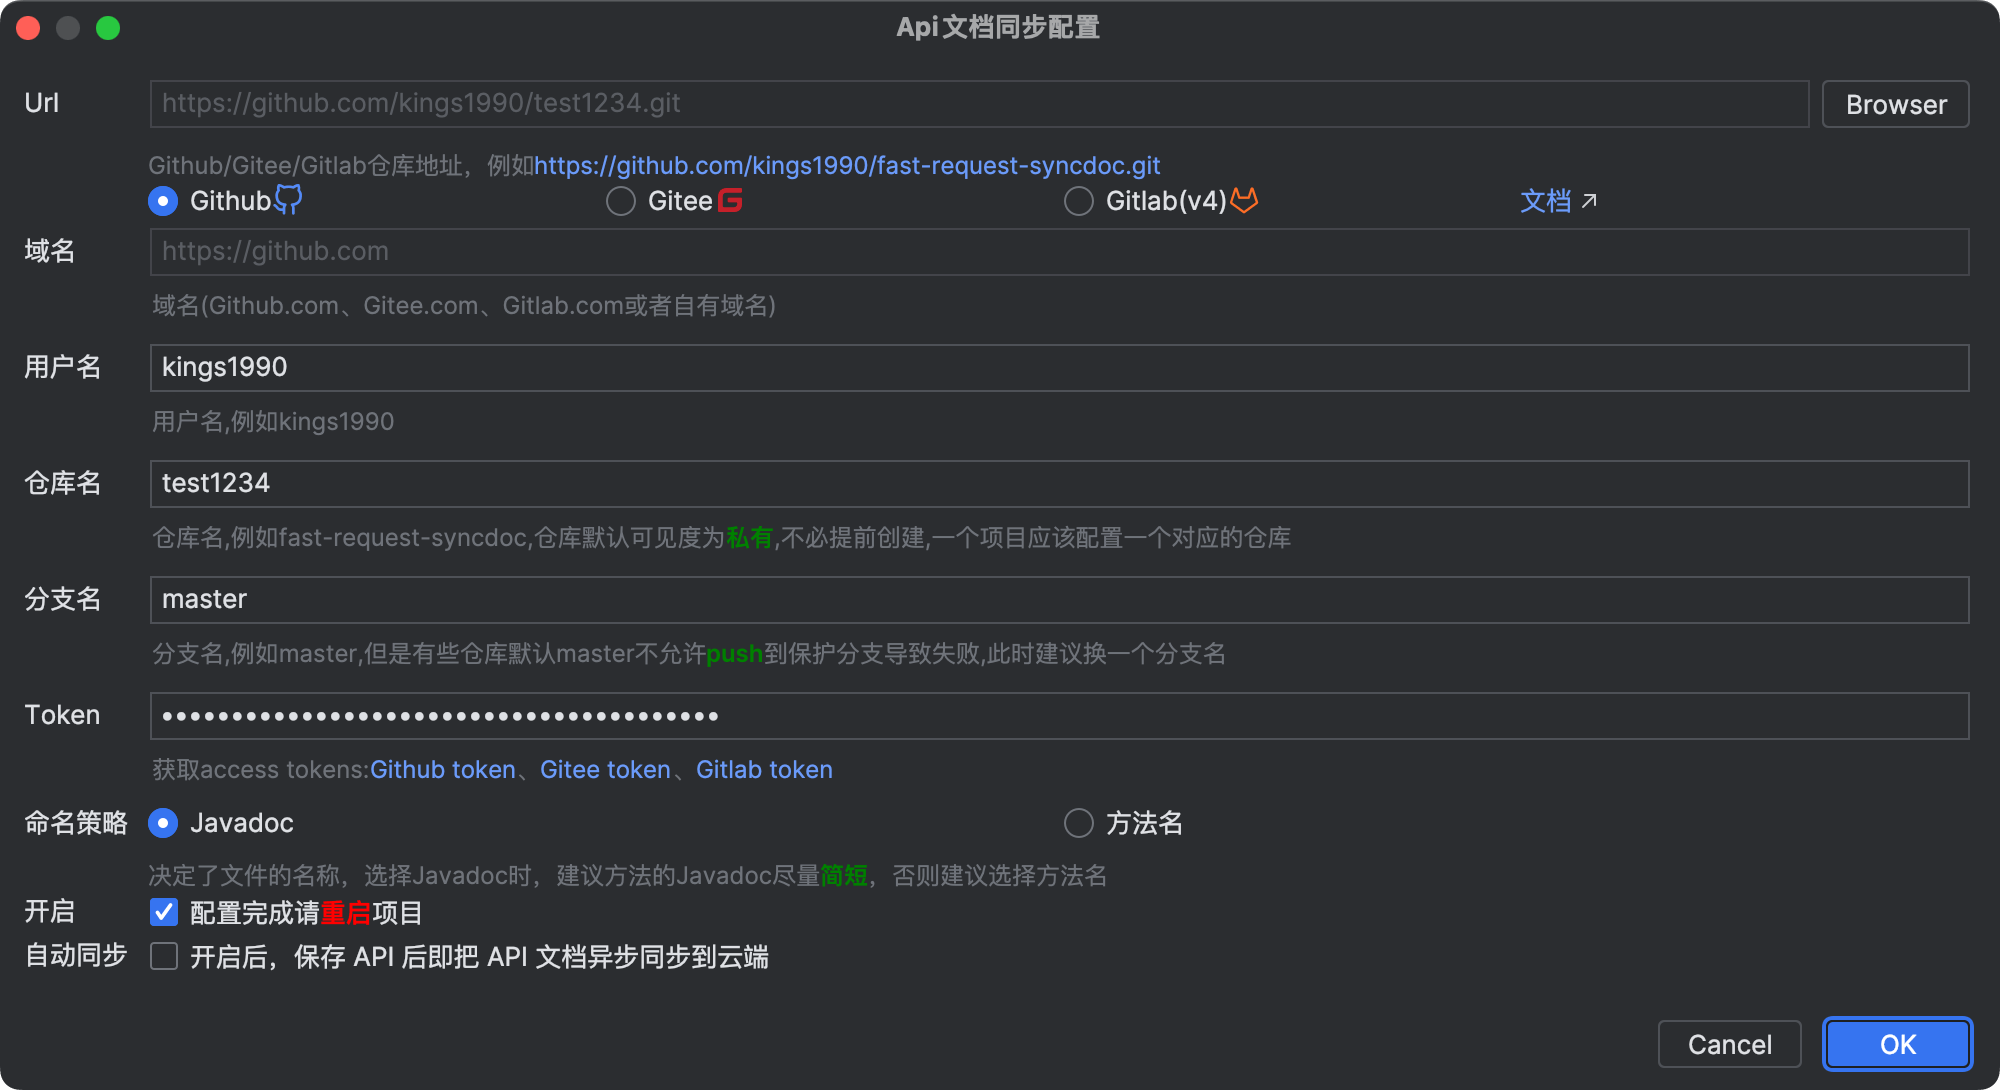 Api文档同步配置
Url https://github.com/kings1990/test1234.git Browser
Github/Gitee/Gitlab仓库地址，例如https://github.com/kings1990/fast-request-syncdoc.git
Github Gitee Gitlab(v4) 文档
域名 https://github.com
域名(Github.com、Gitee.com、Gitlab.com或者自有域名)
用户名 kings1990
用户名,例如kings1990
仓库名 test1234
仓库名,例如fast-request-syncdoc,仓库默认可见度为私有,不必提前创建,一个项目应该配置一个对应的仓库
分支名 master
分支名,例如master,但是有些仓库默认master不允许push到保护分支导致失败,此时建议换一个分支名
Token ••••••••••••••••••••••••••••••••••••••••
获取access tokens:Github token、Gitee token、Gitlab token
命名策略 Javadoc 方法名
决定了文件的名称，选择Javadoc时，建议方法的Javadoc尽量简短，否则建议选择方法名
开启 配置完成请重启项目
自动同步 开启后，保存 API 后即把 API 文档异步同步到云端
Cancel OK